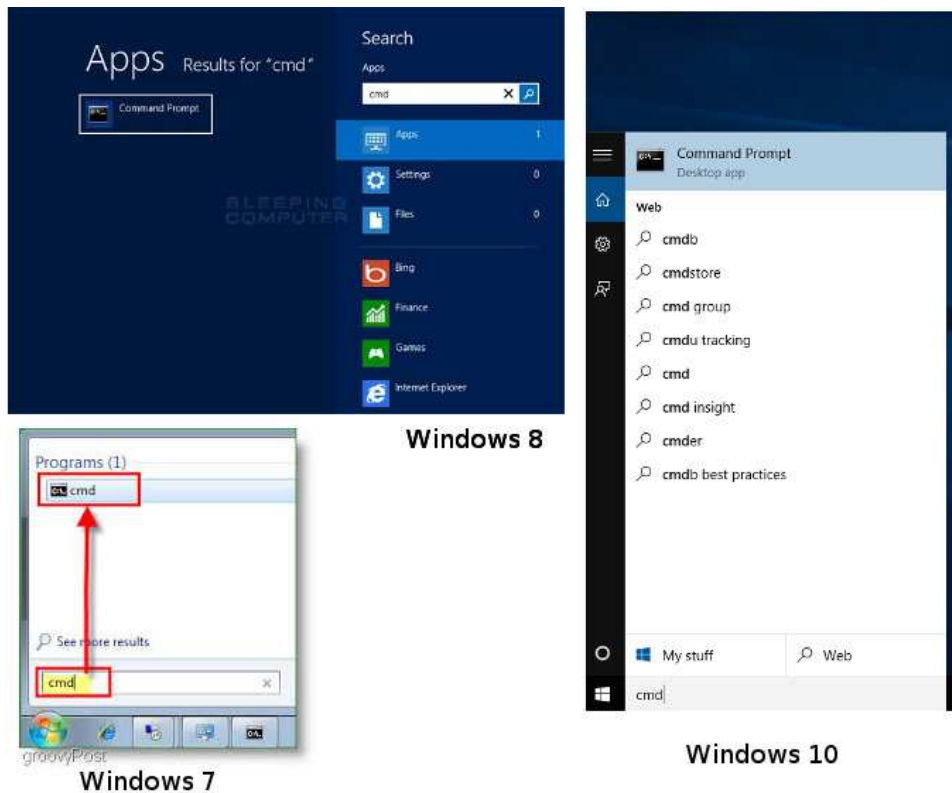 Apps Results for "cmd"
Command Prompt
Search
Apps
cmd
Apps 1
Settings 0
Files 0
Bing
Finance
Games
Internet Explorer
BLEEPING
COMPUTER
Windows 8
Programs (1)
cmd
See more results
cmd
groovyPost
Windows 7
Command Prompt
Desktop app
Web
cmdb
cmdstore
cmd group
cmdu tracking
cmd
cmd insight
cmder
cmdb best practices
My stuff Web
cmd
Windows 10